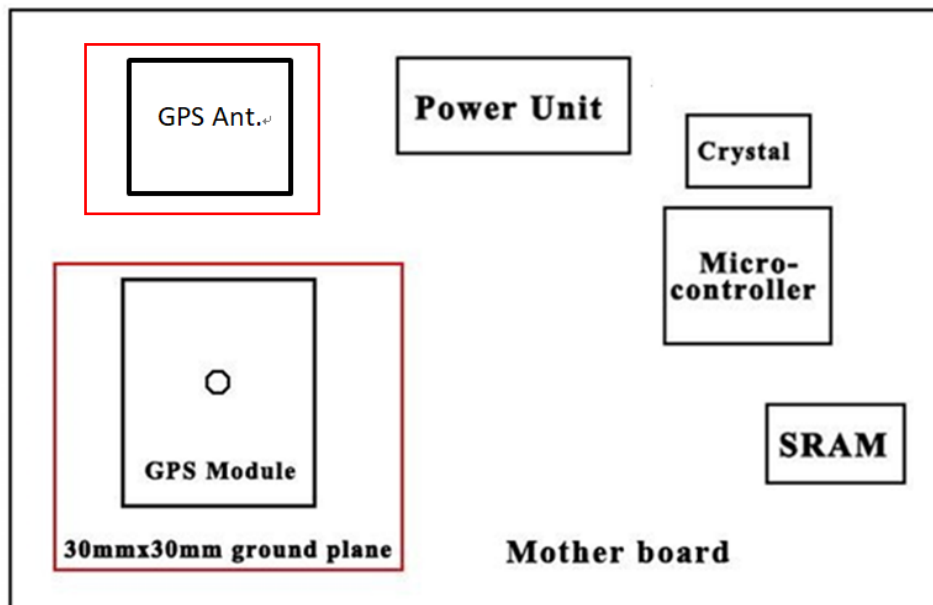 GPS Ant.↵
Power Unit
Crystal
Micro-
controller
GPS Module
SRAM
30mmx30mm ground plane
Mother board